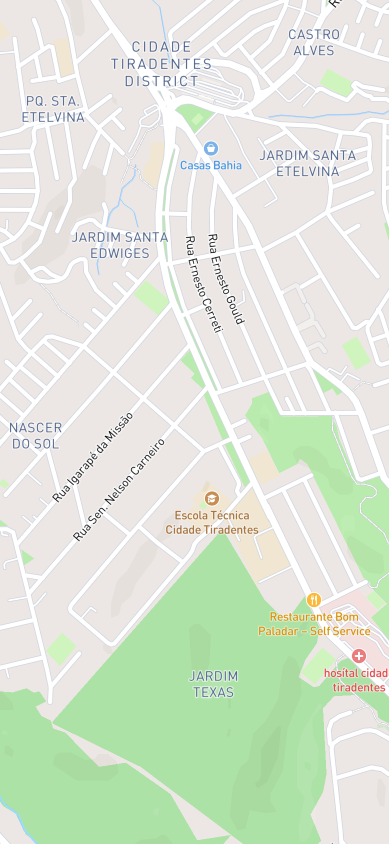 CASTRO
ALVES
R
CIDADE
TIRADENTES
DISTRICT
PQ. STA.
ETELVINA
Casas Bahia
JARDIM SANTA
ETELVINA
JARDIM SANTA
EDWIGES
Rua Ernesto Cerreti
Rua Ernesto Gould
NASCER
DO SOL
Rua Igarapé da Missão
Rua Sen. Nelson Carneiro
Escola Técnica
Cidade Tiradentes
Restaurante Bom
Paladar - Self Service
hosital cidad
tiradentes
JARDIM
TEXAS